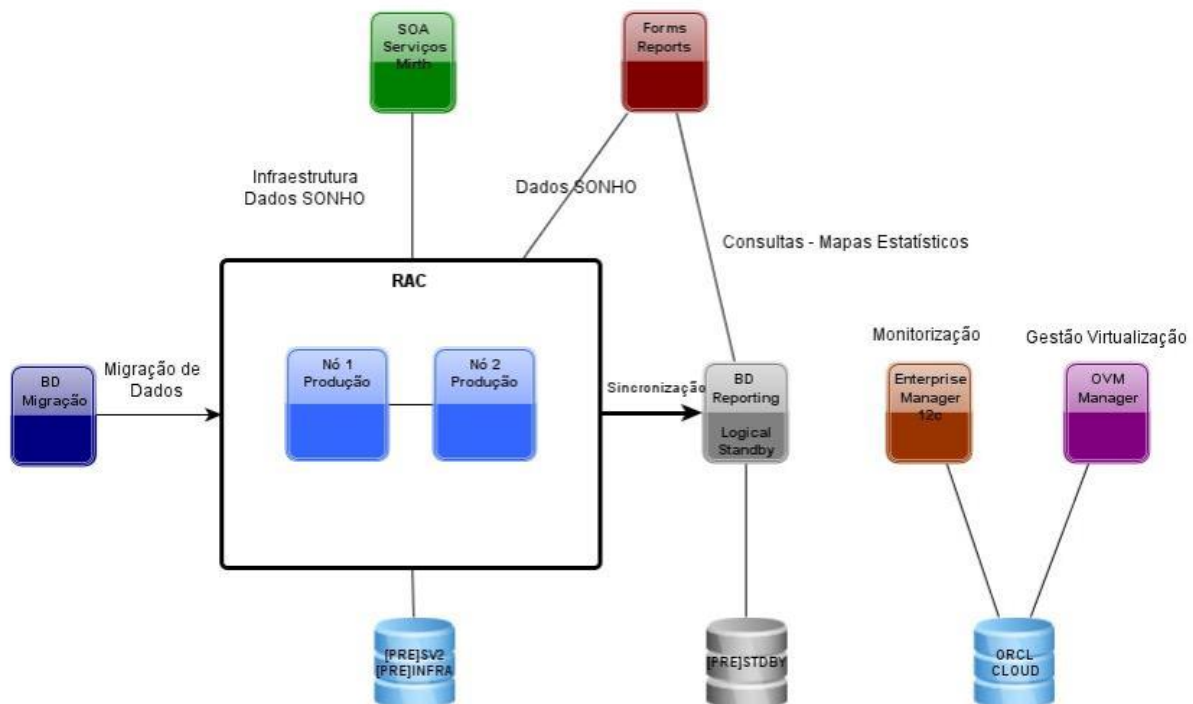 SOA
Serviços
Mirth
Forms
Reports
Infraestrutura
Dados SONHO
Dados SONHO
Consultas - Mapas Estatísticos
RAC
Monitorização
Gestão Virtualização
Nó 1
Produção
Nó 2
Produção
BD
Migração
Migração de
Dados
Sincronização
BD
Reporting
Logical
Standby
Enterprise
Manager
12c
OVM
Manager
[PRE]SV2
[PRE]INFRA
[PRE]STDBY
ORCL
CLOUD